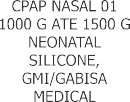 CPAP NASAL 01
1000 G ATE 1500 G
NEONATAL
SILICONE,
GMI/GABISA
MEDICAL